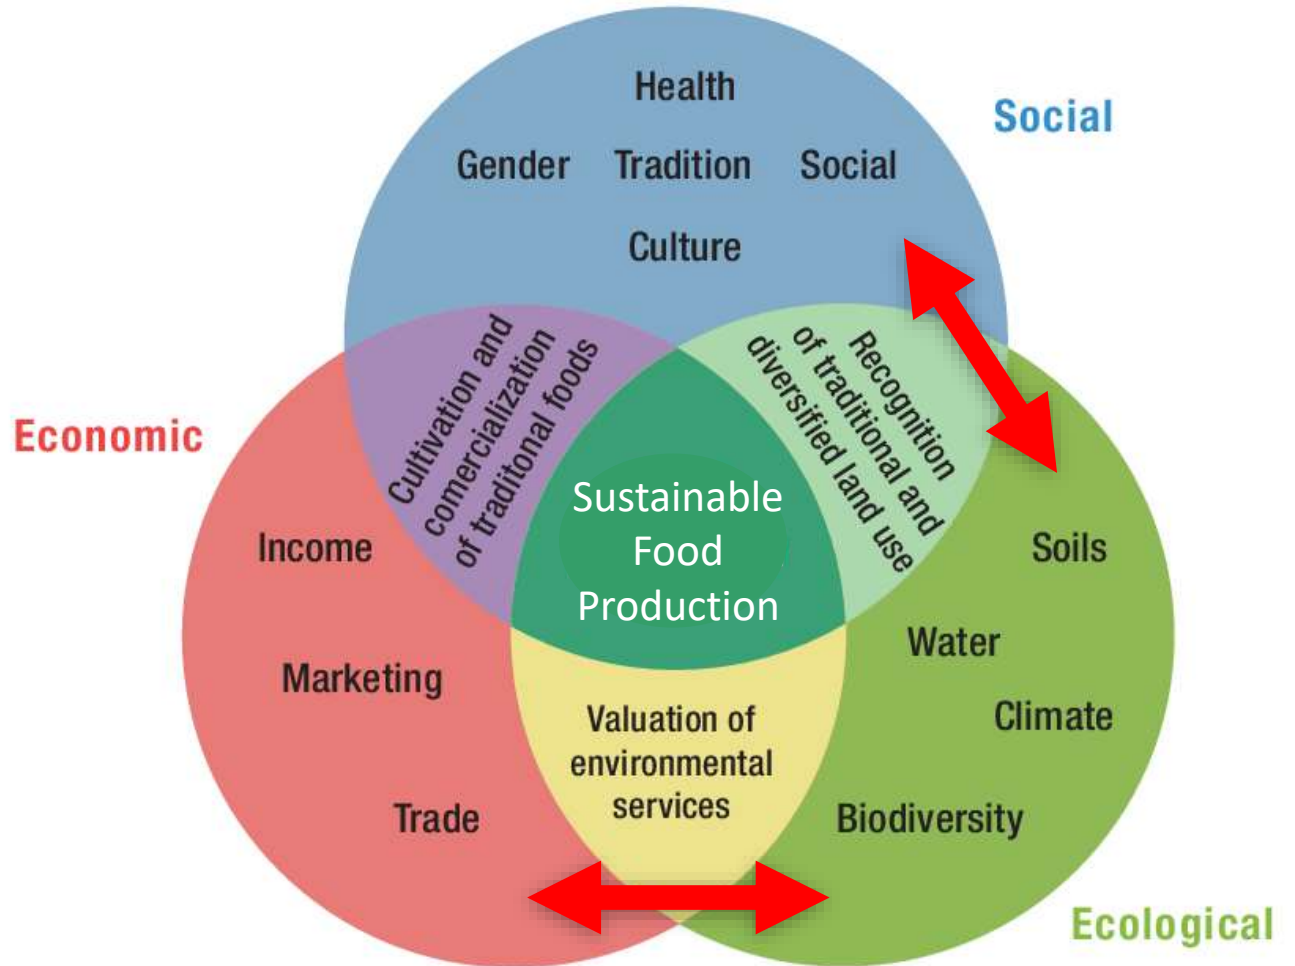 Health
Social
Gender Tradition Social
Culture
Cultivation and
comercialization
of traditonal foods
Recognition
of traditional and
diversified land use
Economic
Sustainable
Food
Production
Income
Soils
Water
Marketing
Climate
Valuation of
environmental
services
Trade
Biodiversity
Ecological